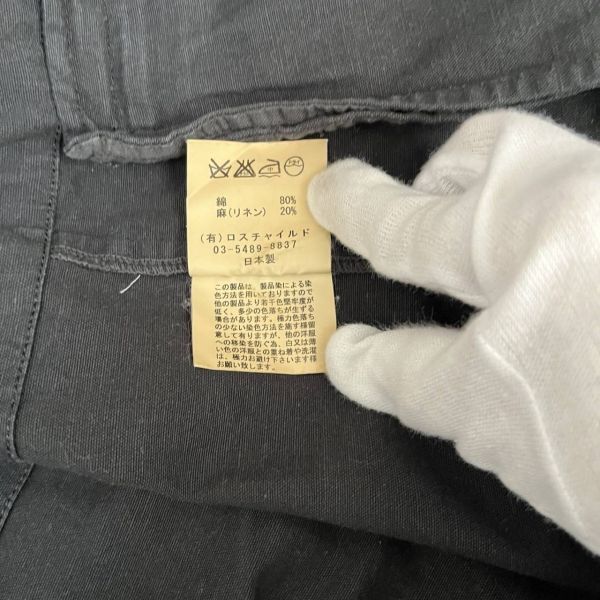 ドライ
綿 80%
麻(リネン) 20%
(有)ロスチャイルド
03-5489-8837
日本製
この製品は、製品染による染
色方法を用いておりますので
他の製品より若干色堅牢度が
低く、多少の色落ちが生ずる
場合があります。極力色落ち
の少ない染色方法を施す様留
意して有りますが、他の洋服
への移染を防ぐ為、白又は薄
い色の洋服との重ね着や洗濯
は、極力お避け下さいます様
お願い致します。